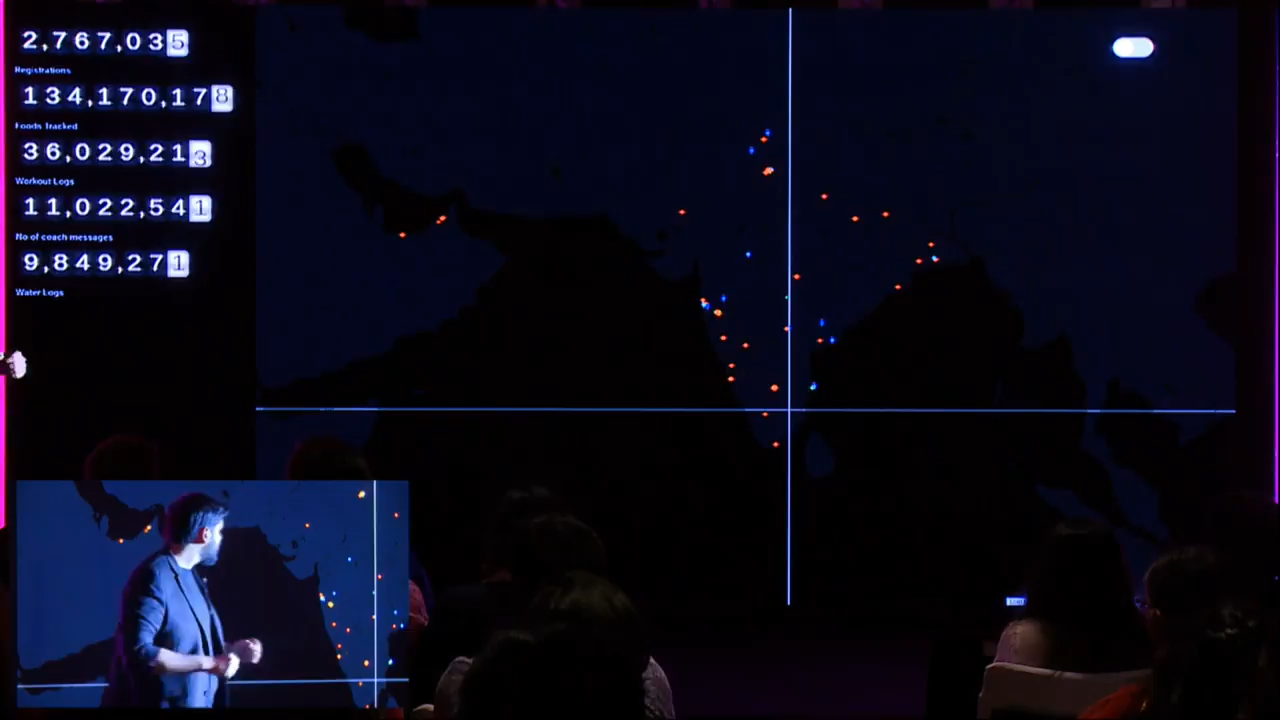 2,767,035
Registrations
134,170,178
Foods Tracked
36,029,213
Workout Logs
11,022,541
No of coach messages
9,849,271
Water Logs